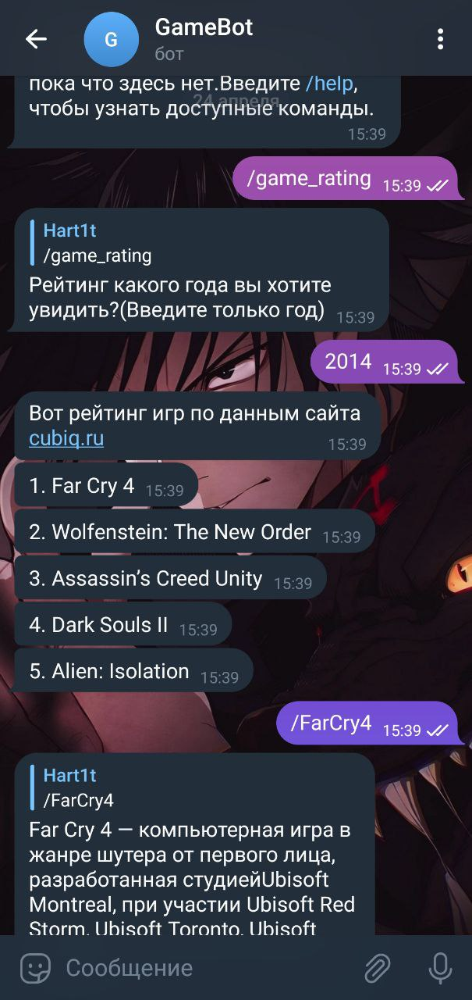 G
GameBot
бот
пока что здесь нет.Введите /help,
24 апреля
чтобы узнать доступные команды.
15:39
/game_rating 15:39
Hart1t
/game_rating
Рейтинг какого года вы хотите
увидить?(Введите только год) 15:39
2014 15:39
Вот рейтинг игр по данным сайта
cubiq.ru 15:39
1. Far Cry 4 15:39
2. Wolfenstein: The New Order 15:39
3. Assassin’s Creed Unity 15:39
4. Dark Souls II 15:39
5. Alien: Isolation 15:39
/FarCry4 15:39
Hart1t
/FarCry4
Far Cry 4 — компьютерная игра в
жанре шутера от первого лица,
разработанная студиейUbisoft
Montreal, при участии Ubisoft Red
Storm, Ubisoft Toronto, Ubisoft
Сообщение